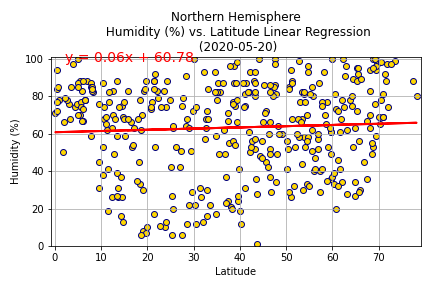 Northern Hemisphere
Humidity (%) vs. Latitude Linear Regression
(2020-05-20)
y = 0.06x + 60.78
100
80
60
40
20
0
Humidity (%)
0 10 20 30 40 50 60 70
Latitude